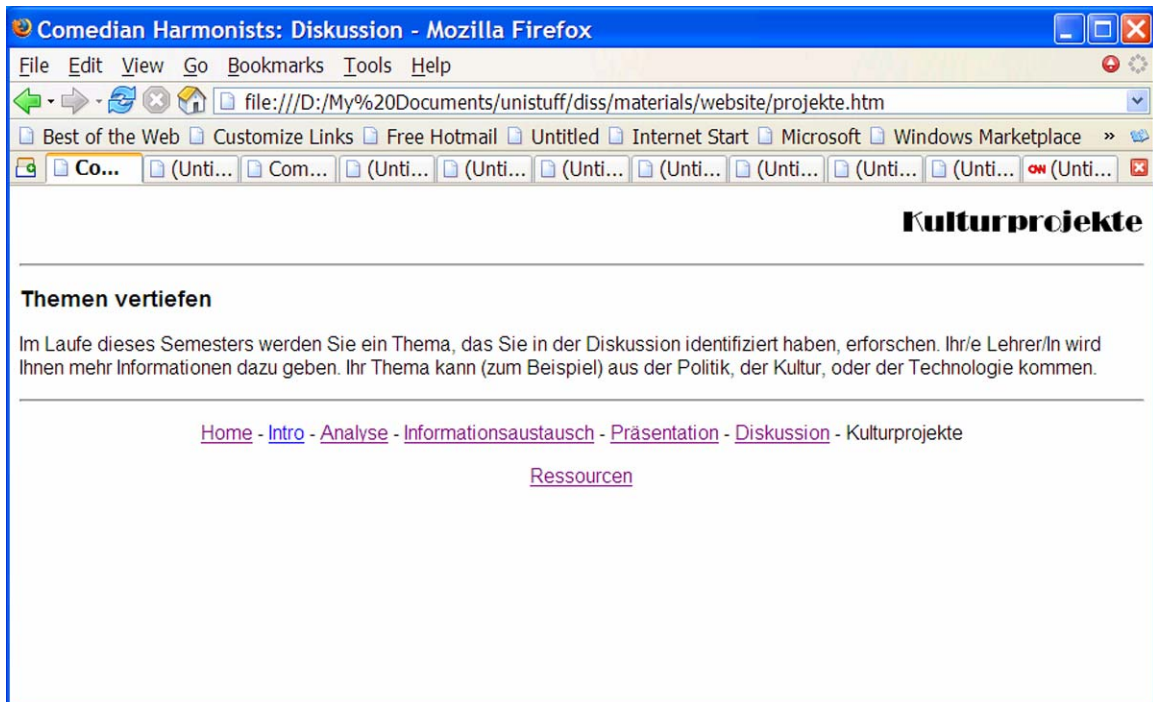 Comedian Harmonists: Diskussion - Mozilla Firefox
File Edit View Go Bookmarks Tools Help
file:///D:/My%20Documents/unistuff/diss/materials/website/projekte.htm
Best of the Web Customize Links Free Hotmail Untitled Internet Start Microsoft Windows Marketplace »
Co... (Unti... Com... (Unti... (Unti... (Unti... (Unti... (Unti... (Unti... (Unti... CNN (Unti...
Kulturprojekte
Themen vertiefen
Im Laufe dieses Semesters werden Sie ein Thema, das Sie in der Diskussion identifiziert haben, erforschen. Ihr/e Lehrer/In wird
Ihnen mehr Informationen dazu geben. Ihr Thema kann (zum Beispiel) aus der Politik, der Kultur, oder der Technologie kommen.
Home - Intro - Analyse - Informationsaustausch - Präsentation - Diskussion - Kulturprojekte
Ressourcen